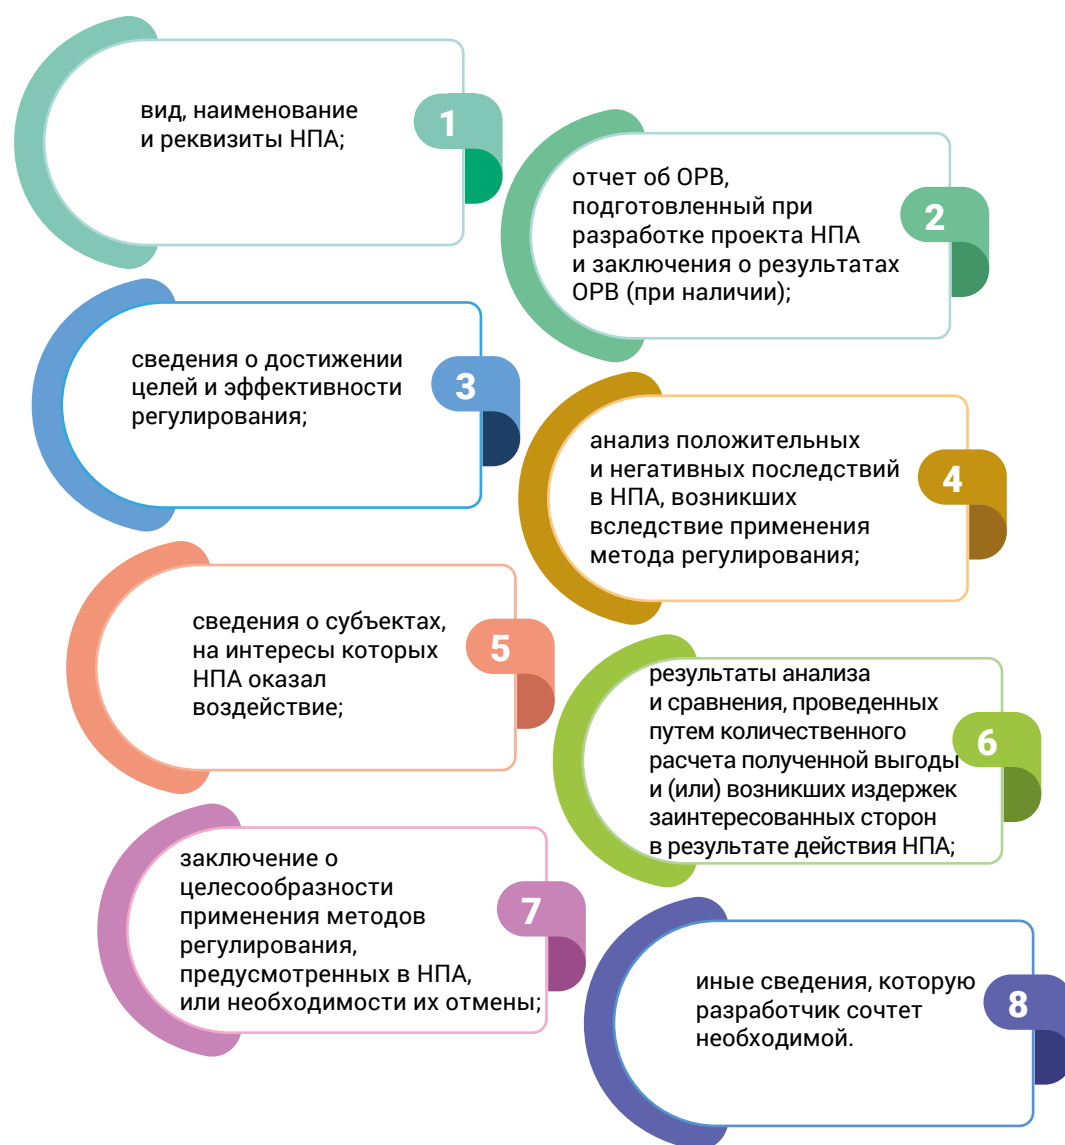 вид, наименование
и реквизиты НПА;
1
отчет об ОРВ,
подготовленный при
разработке проекта НПА
и заключения о результатах
ОРВ (при наличии);
2
сведения о достижении
целей и эффективности
регулирования;
3
анализ положительных
и негативных последствий
в НПА, возникших
вследствие применения
метода регулирования;
4
сведения о субъектах,
на интересы которых
НПА оказал
воздействие;
5
результаты анализа
и сравнения, проведенных
путем количественного
расчета полученной выгоды
и (или) возникших издержек
заинтересованных сторон
в результате действия НПА;
6
заключение о
целесообразности
применения методов
регулирования,
предусмотренных в НПА,
или необходимости их отмены;
7
иные сведения, которую
разработчик сочтет
необходимой.
8